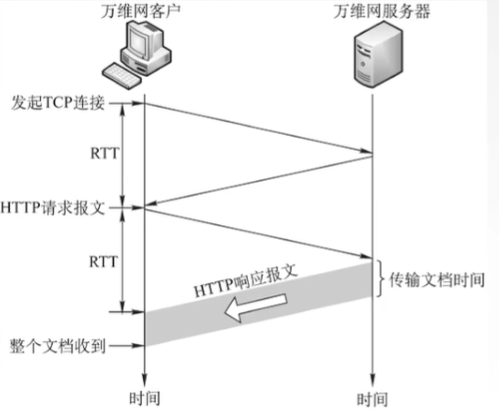 万维网客户
万维网服务器
发起TCP连接
RTT
HTTP请求报文
RTT
HTTP响应报文
传输文档时间
整个文档收到
时间
时间